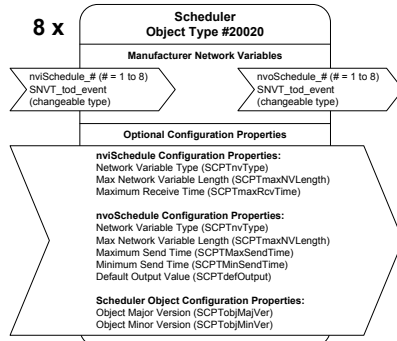 8 x
Scheduler
Object Type #20020
Manufacturer Network Variables
nviSchedule_# (# = 1 to 8)
SNVT_tod_event
(changeable type)
nvoSchedule_# (# = 1 to 8)
SNVT_tod_event
(changeable type)
Optional Configuration Properties
nviSchedule Configuration Properties:
Network Variable Type (SCPTnvType)
Max Network Variable Length (SCPTmaxNVLength)
Maximum Receive Time (SCPTmaxRcvTime)
nvoSchedule Configuration Properties:
Network Variable Type (SCPTnvType)
Max Network Variable Length (SCPTmaxNVLength)
Maximum Send Time (SCPTMaxSendTime)
Minimum Send Time (SCPTMinSendTime)
Default Output Value (SCPTdefOutput)
Scheduler Object Configuration Properties:
Object Major Version (SCPTobjMajVer)
Object Minor Version (SCPTobjMinVer)